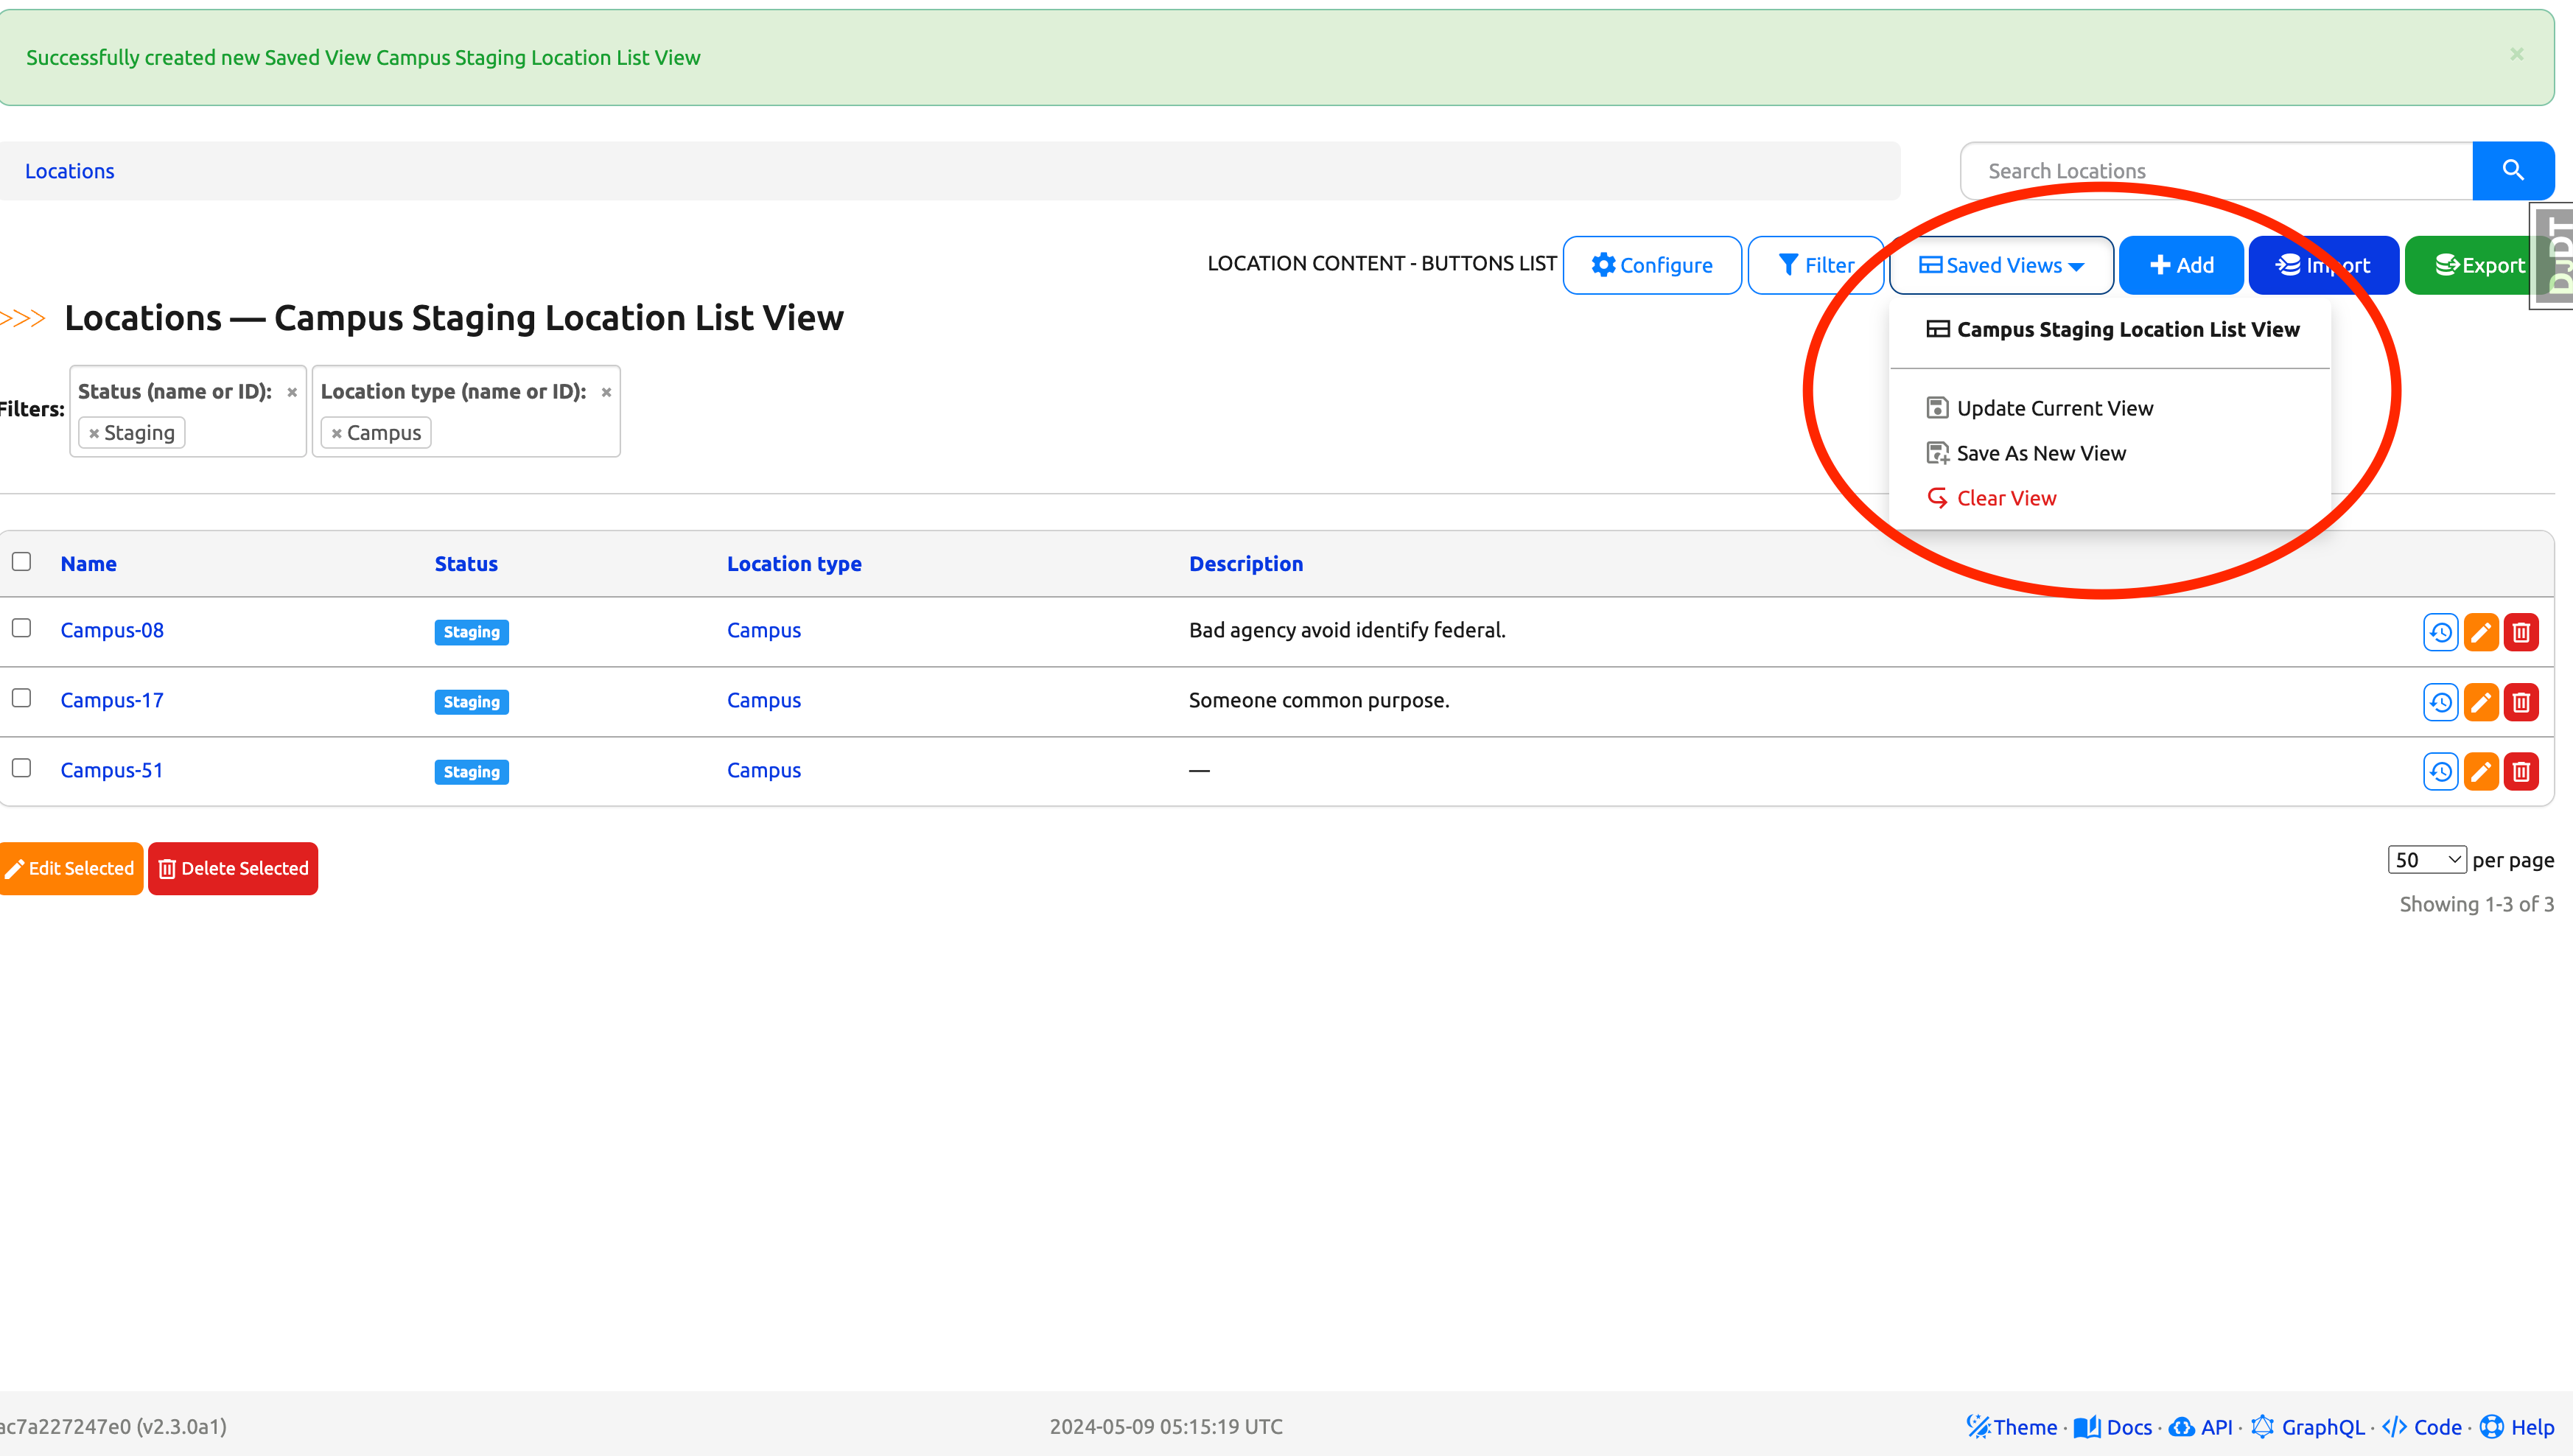 Successfully created new Saved View Campus Staging Location List View ×
Locations
Search Locations
LOCATION CONTENT - BUTTONS LIST Configure Filter Saved Views Add Import Export
DJDT
>>> Locations — Campus Staging Location List View
Campus Staging Location List View
Filters:
Status (name or ID): ×
× Staging
Location type (name or ID): ×
× Campus
Update Current View
Save As New View
Clear View
Name Status Location type Description
Campus-08 Staging Campus Bad agency avoid identify federal.
Campus-17 Staging Campus Someone common purpose.
Campus-51 Staging Campus —
Edit Selected Delete Selected
50 per page
Showing 1-3 of 3
ac7a227247e0 (v2.3.0a1)
2024-05-09 05:15:19 UTC
Theme · Docs · API · GraphQL · Code · Help